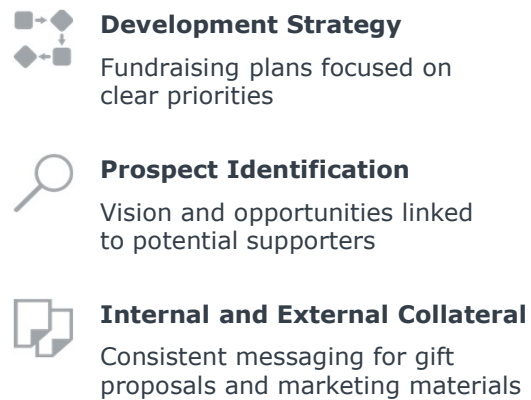 Development Strategy
Fundraising plans focused on
clear priorities
Prospect Identification
Vision and opportunities linked
to potential supporters
Internal and External Collateral
Consistent messaging for gift
proposals and marketing materials